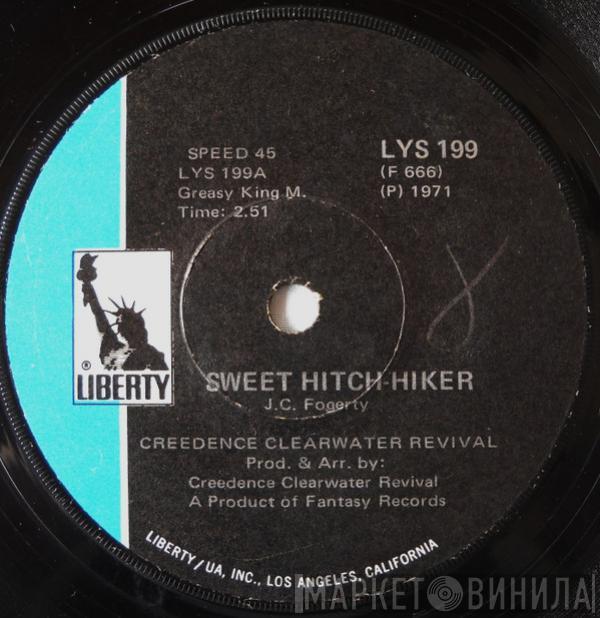 SPEED 45
LYS 199A
Greasy King M.
Time: 2.51
LYS 199
(F 666)
(P) 1971
®
LIBERTY
SWEET HITCH-HIKER
J.C. Fogerty
CREEDENCE CLEARWATER REVIVAL
Prod. & Arr. by:
Creedence Clearwater Revival
A Product of Fantasy Records
LIBERTY/UA, INC., LOS ANGELES, CALIFORNIA
МАРКЕТ ВИНИЛА